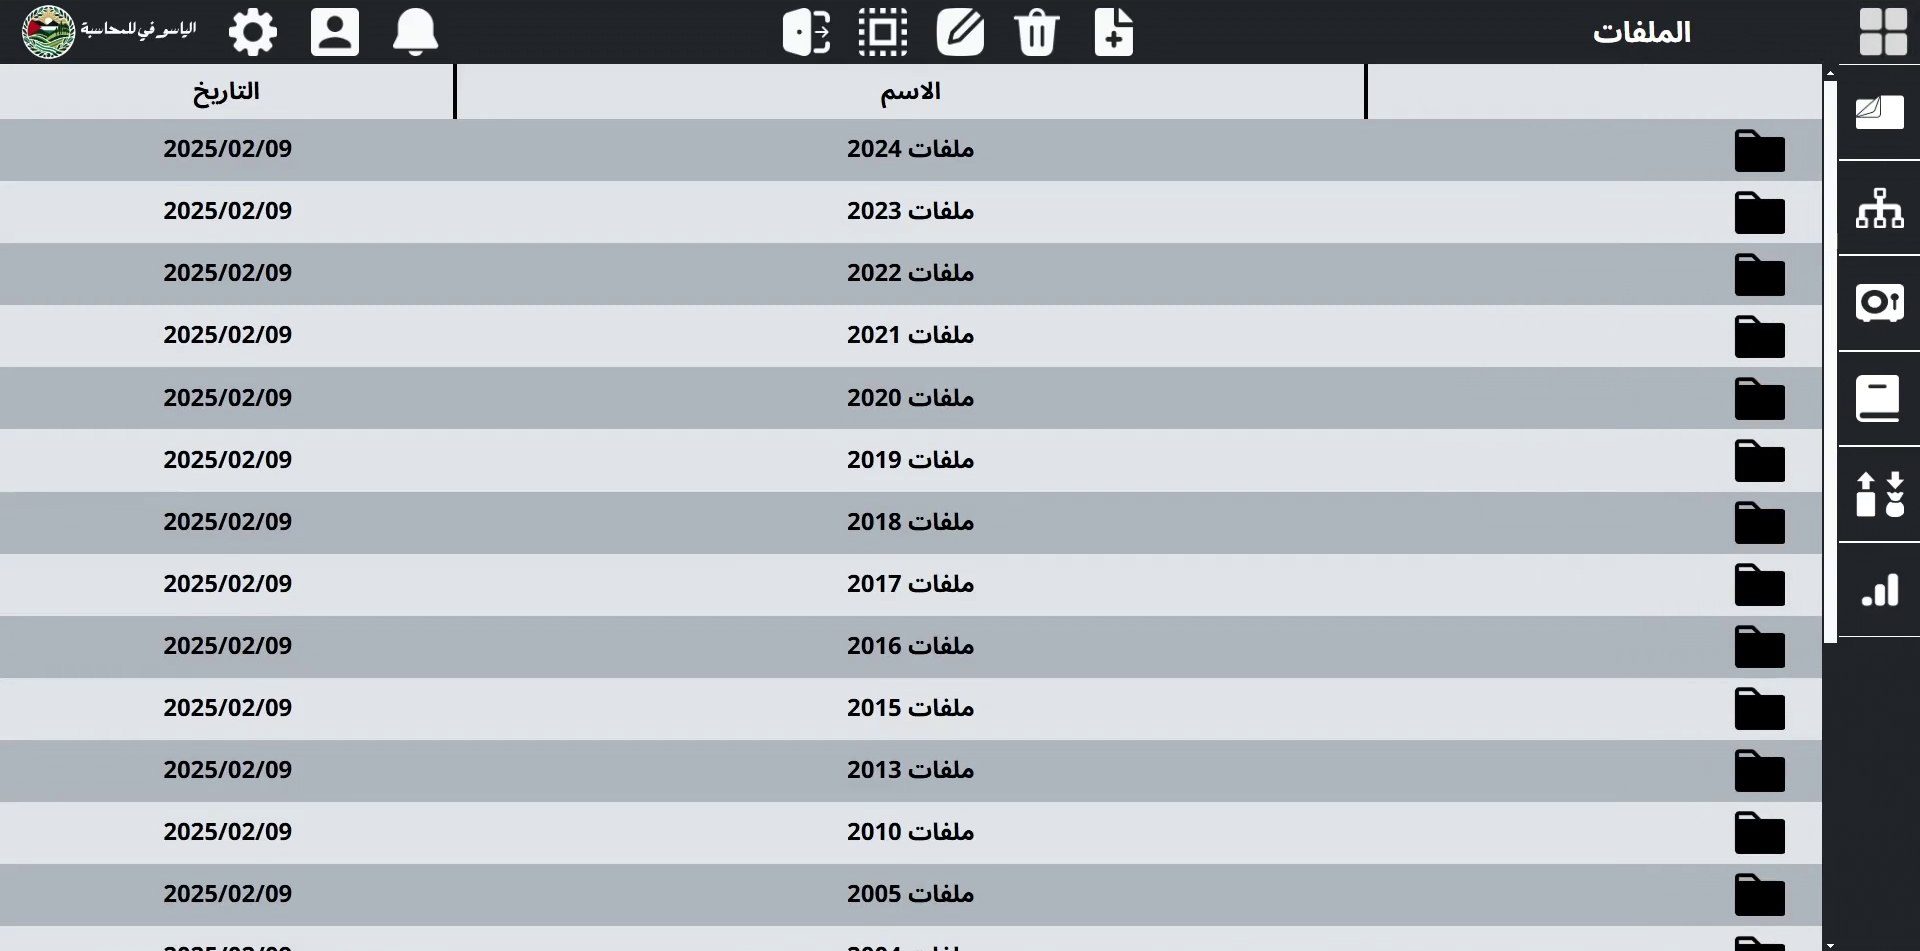 الملفات
الياسوفي للمحاسبة
الاسم التاريخ
ملفات 2024 2025/02/09
ملفات 2023 2025/02/09
ملفات 2022 2025/02/09
ملفات 2021 2025/02/09
ملفات 2020 2025/02/09
ملفات 2019 2025/02/09
ملفات 2018 2025/02/09
ملفات 2017 2025/02/09
ملفات 2016 2025/02/09
ملفات 2015 2025/02/09
ملفات 2013 2025/02/09
ملفات 2010 2025/02/09
ملفات 2005 2025/02/09